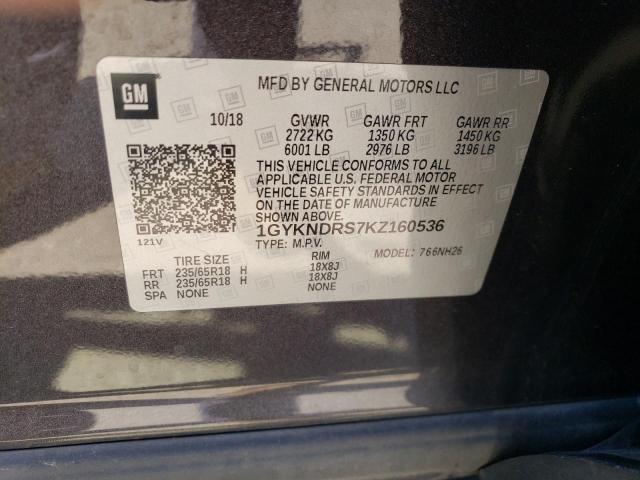 GM
MFD BY GENERAL MOTORS LLC
10/18 GVWR GAWR FRT GAWR RR
2722 KG 1350 KG 1450 KG
6001 LB 2976 LB 3196 LB
THIS VEHICLE CONFORMS TO ALL
APPLICABLE U.S. FEDERAL MOTOR
VEHICLE SAFETY STANDARDS IN EFFECT
ON THE DATE OF MANUFACTURE
SHOWN ABOVE.
1GYKNDRS7KZ160536
121V
TYPE: M.P.V. MODEL: 766NH26
TIRE SIZE RIM
FRT 235/65R18 H 18X8J
RR 235/65R18 H 18X8J
SPA NONE NONE